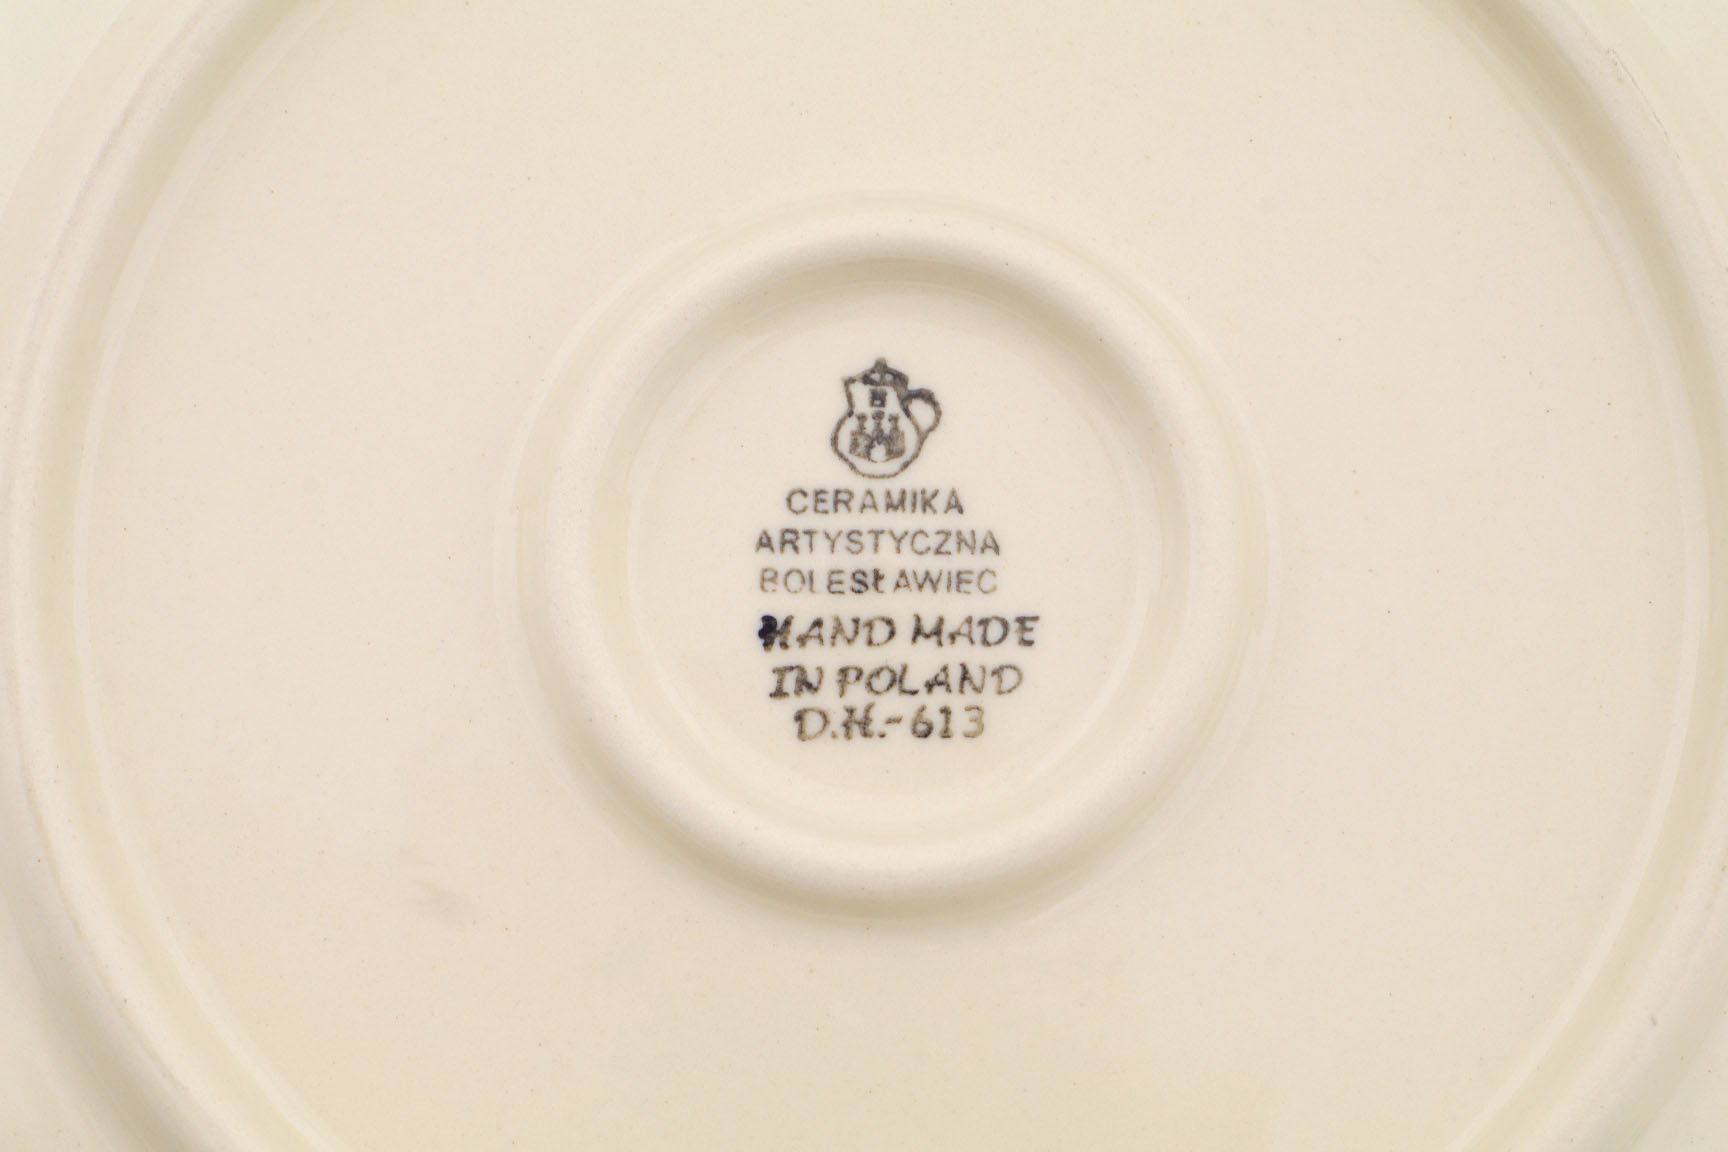 CERAMIKA
ARTYSTYCZNA
BOLESŁAWIEC
HAND MADE
IN POLAND
D.H.-613